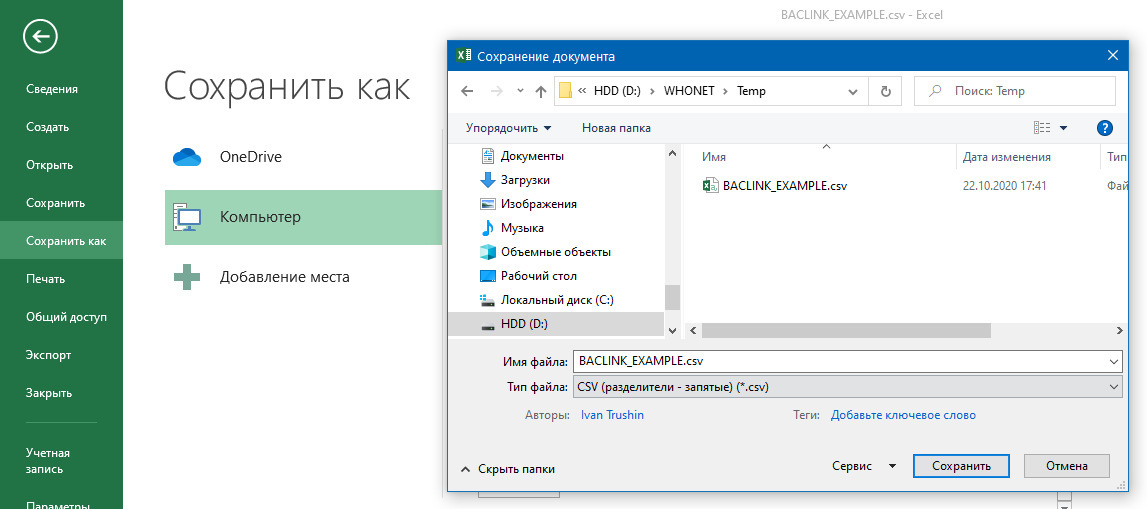 BACLINK_EXAMPLE.csv - Excel
Сведения
Создать
Открыть
Сохранить
Сохранить как
Печать
Общий доступ
Экспорт
Закрыть
Учетная
запись
Параметры
Сохранить как
OneDrive
Компьютер
Добавление места
Сохранение документа
« HDD (D:) > WHONET > Temp
Поиск: Temp
Упорядочить
Новая папка
?
Документы
Загрузки
Изображения
Музыка
Объемные объекты
Рабочий стол
Локальный диск (C:)
HDD (D:)
Имя Дата изменения Тип
BACLINK_EXAMPLE.csv 22.10.2020 17:41 Фай
Имя файла: BACLINK_EXAMPLE.csv
Тип файла: CSV (разделители - запятые) (*.csv)
Авторы: Ivan Trushin Теги: Добавьте ключевое слово
Скрыть папки Сервис Сохранить Отмена